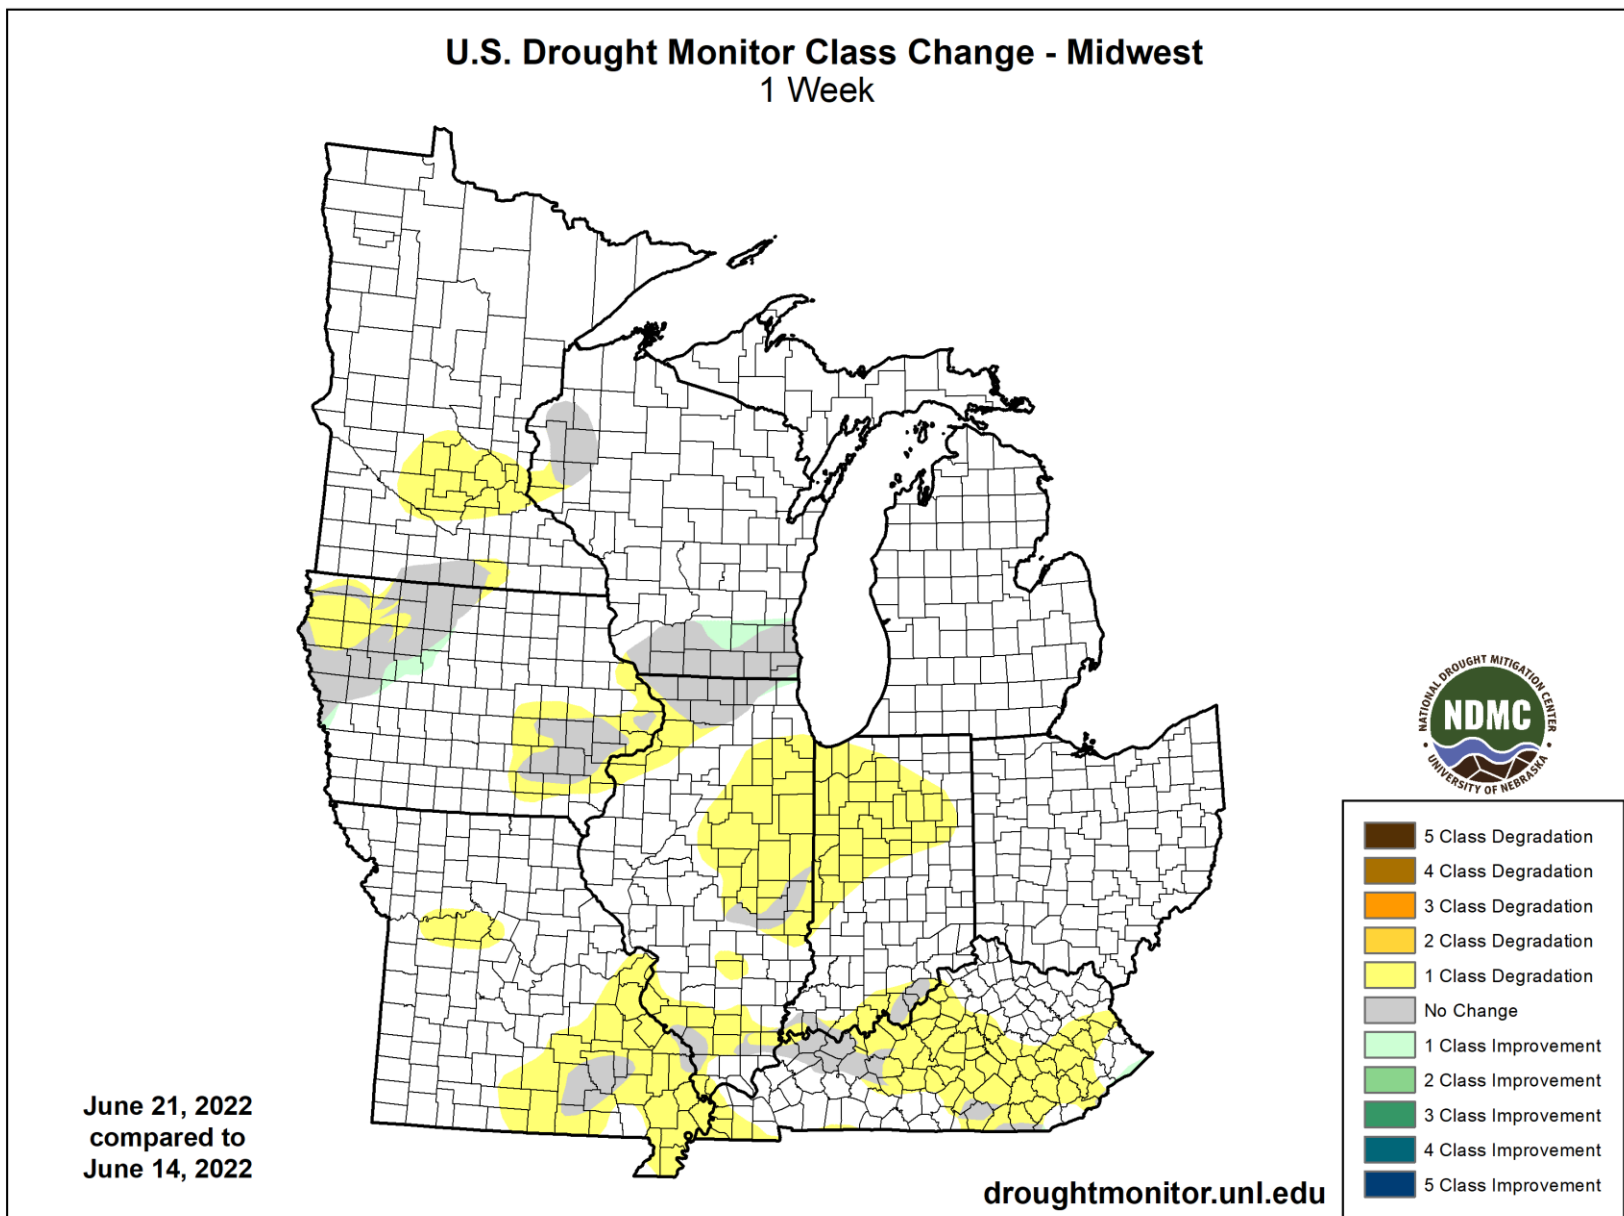 U.S. Drought Monitor Class Change - Midwest
1 Week
NATIONAL DROUGHT MITIGATION CENTER
NDMC
UNIVERSITY OF NEBRASKA
5 Class Degradation
4 Class Degradation
3 Class Degradation
2 Class Degradation
1 Class Degradation
No Change
1 Class Improvement
2 Class Improvement
3 Class Improvement
4 Class Improvement
5 Class Improvement
June 21, 2022
compared to
June 14, 2022
droughtmonitor.unl.edu